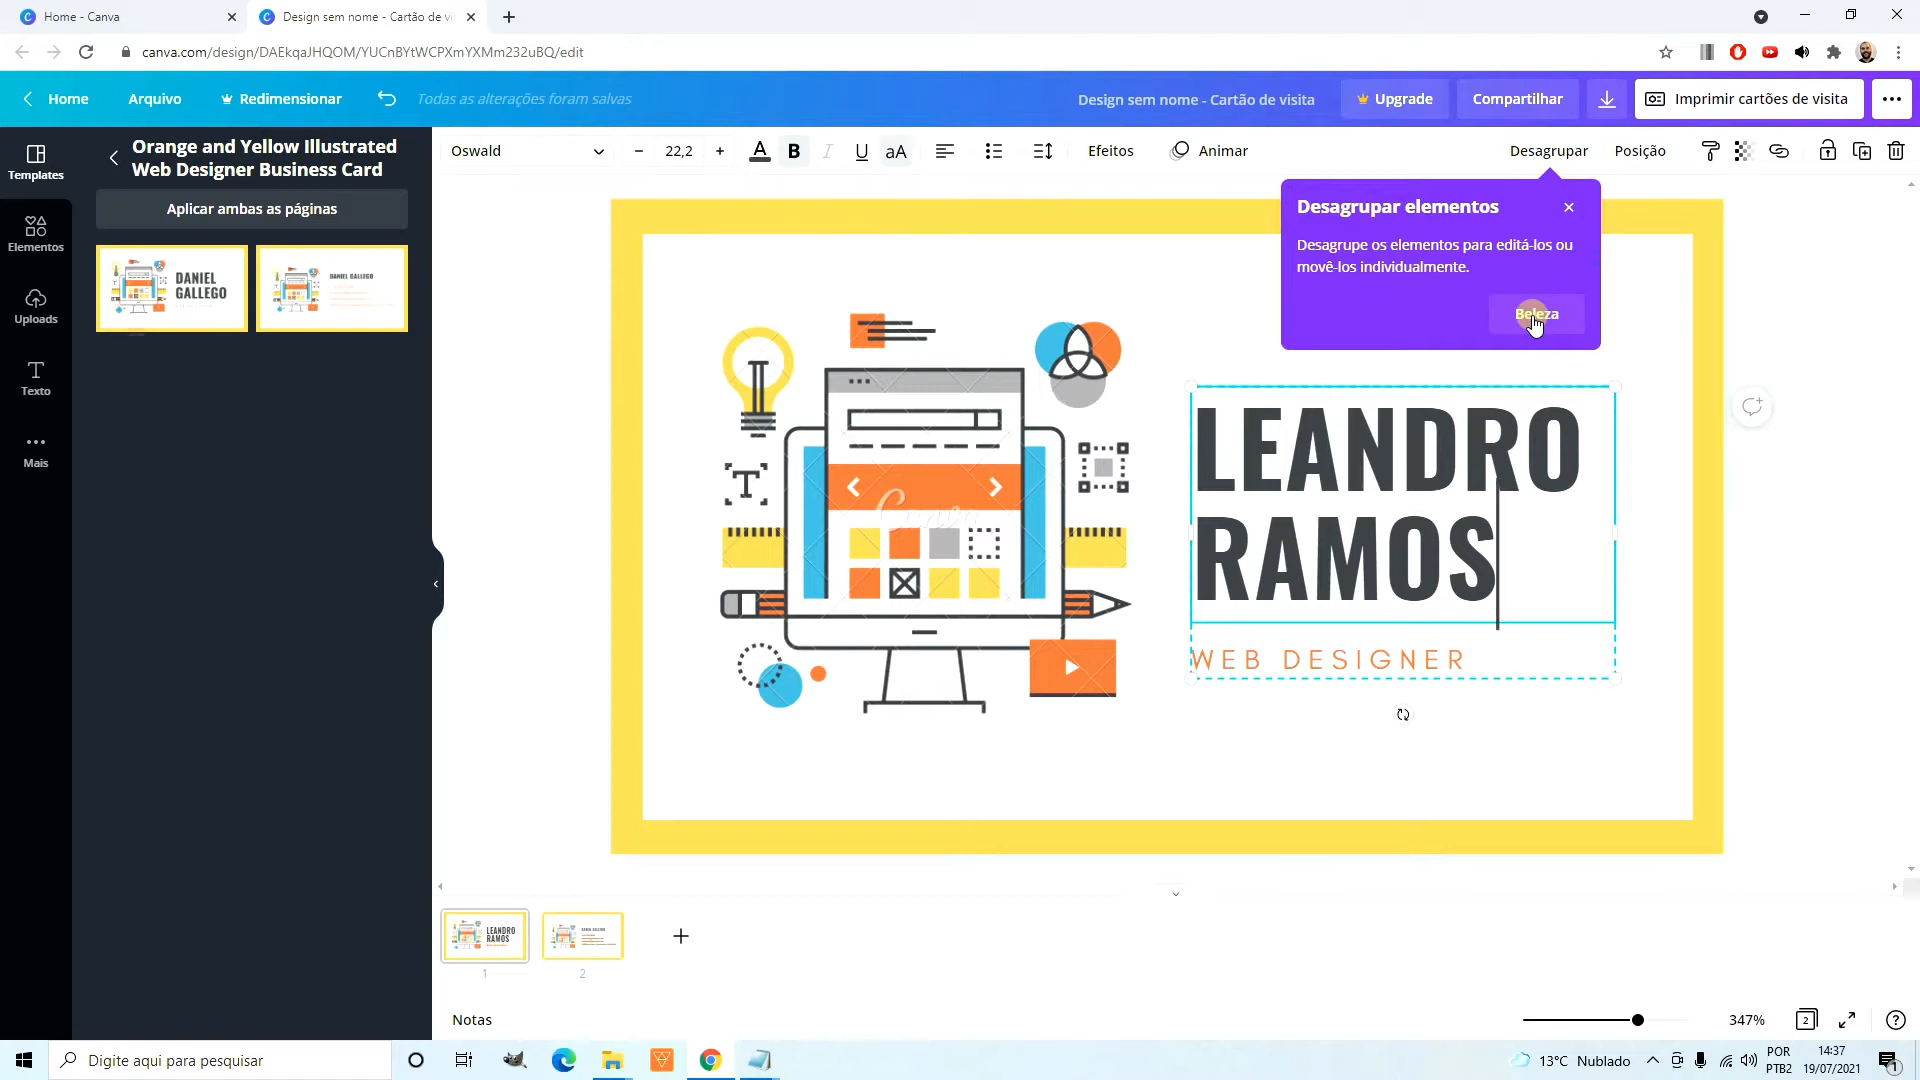 Home - Canva
Design sem nome - Cartão de vi
canva.com/design/DAEkqaJHQOM/YUCnBYtWCPXmYXMm232uBQ/edit
Home
Arquivo
Redimensionar
Todas as alterações foram salvas
Design sem nome - Cartão de visita
Upgrade
Compartilhar
Imprimir cartões de visita
Templates
Elementos
Uploads
Texto
Mais
Orange and Yellow Illustrated
Web Designer Business Card
Aplicar ambas as páginas
DANIEL
GALLEGO
DANIEL GALLEGO
Oswald
22,2
A
B
I
U
aA
Efeitos
Animar
Desagrupar
Posição
Desagrupar elementos
Desagrupe os elementos para editá-los ou
movê-los individualmente.
Beleza
T
Canva
LEANDRO
RAMOS
WEB DESIGNER
LEANDRO
RAMOS
1
2
Notas
347%
2
Digite aqui para pesquisar
13°C Nublado
POR
PTB2
14:37
19/07/2021
1